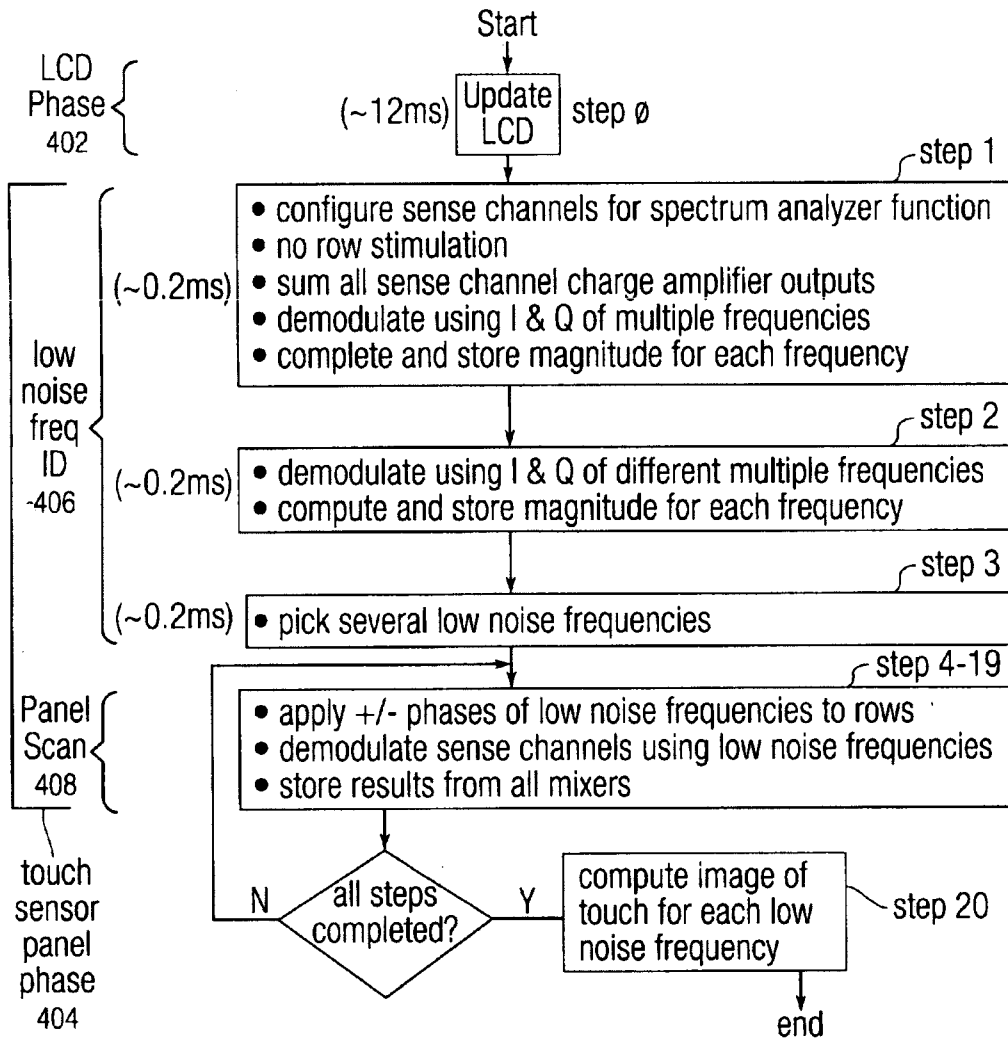 Start
LCD
Phase
402
(~12ms)
Update
LCD
step ø
step 1
(~0.2ms)
• configure sense channels for spectrum analyzer function
• no row stimulation
• sum all sense channel charge amplifier outputs
• demodulate using I & Q of multiple frequencies
• complete and store magnitude for each frequency
low
noise
freq
ID
-406
step 2
(~0.2ms)
• demodulate using I & Q of different multiple frequencies
• compute and store magnitude for each frequency
step 3
(~0.2ms)
• pick several low noise frequencies
step 4-19
Panel
Scan
408
• apply +/- phases of low noise frequencies to rows
• demodulate sense channels using low noise frequencies
• store results from all mixers
touch
sensor
panel
phase
404
N
all steps
completed?
Y
compute image of
touch for each low
noise frequency
step 20
end